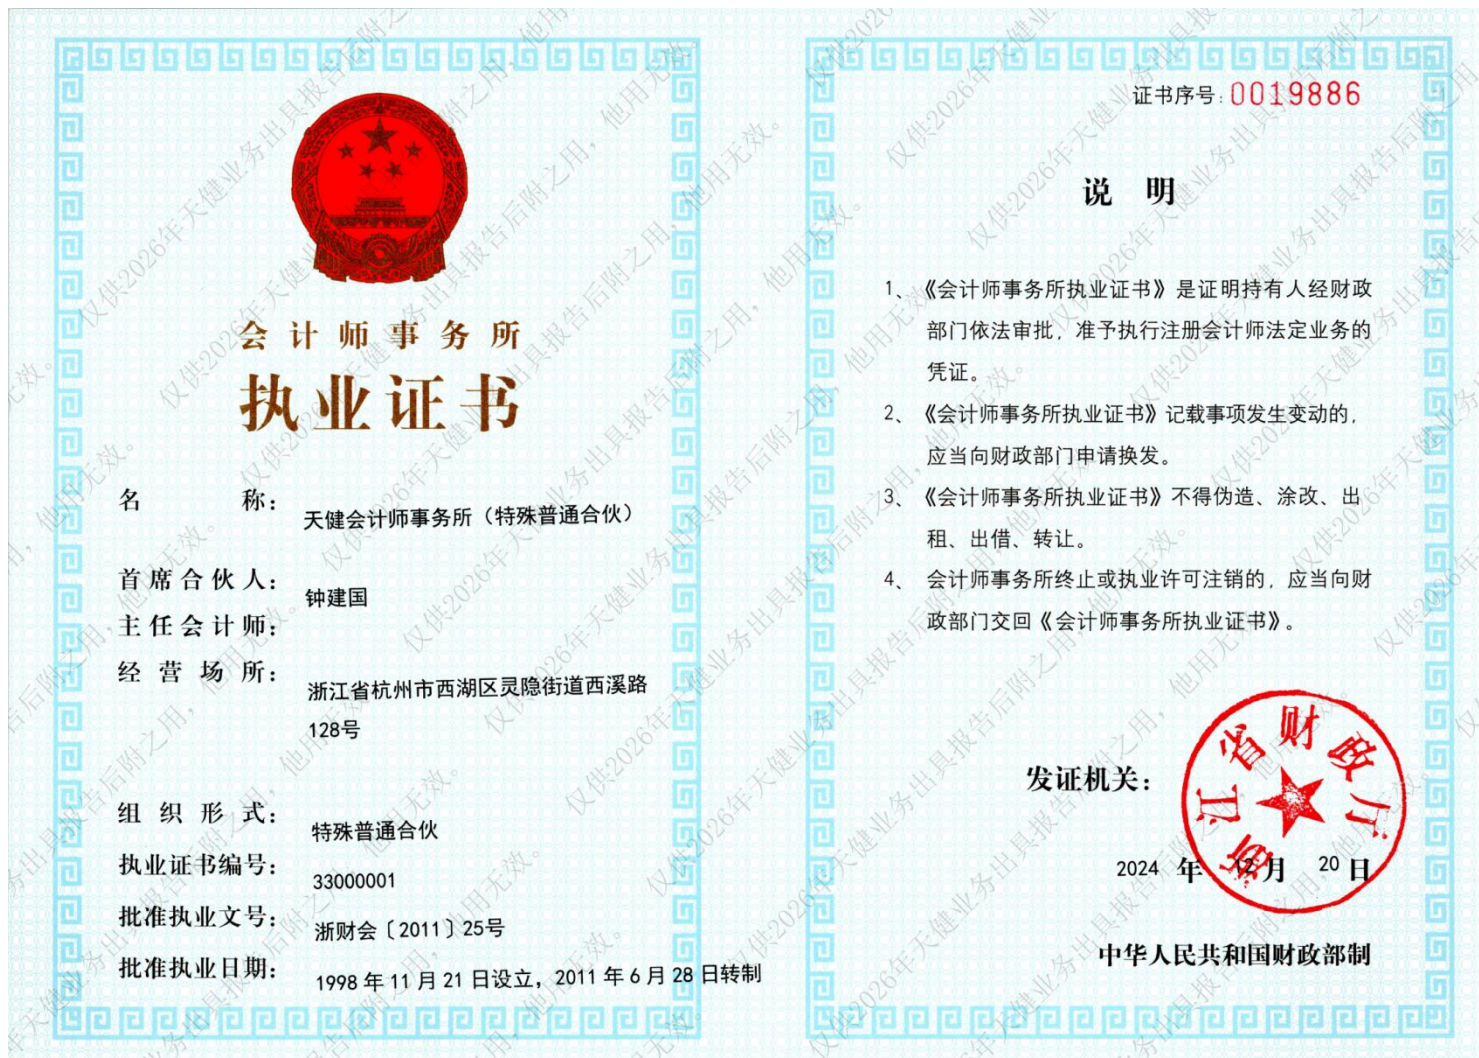 会计师事务所
执业证书
名称：
天健会计师事务所（特殊普通合伙）
首席合伙人：
钟建国
主任会计师：
经营场所：
浙江省杭州市西湖区灵隐街道西溪路
128号
组织形式：
特殊普通合伙
执业证书编号：
33000001
批准执业文号：
浙财会〔2011〕25号
批准执业日期：
1998年11月21日设立，2011年6月28日转制
证书序号：0019886
说 明
1、《会计师事务所执业证书》是证明持有人经财政
部门依法审批，准予执行注册会计师法定业务的
凭证。
2、《会计师事务所执业证书》记载事项发生变动的，
应当向财政部门申请换发。
3、《会计师事务所执业证书》不得伪造、涂改、出
租、出借、转让。
4、会计师事务所终止或执业许可注销的，应当向财
政部门交回《会计师事务所执业证书》。
发证机关：
浙江省财政厅
2024年12月20日
中华人民共和国财政部制
仅供2026年天健业务出具报告后附之用，他用无效。